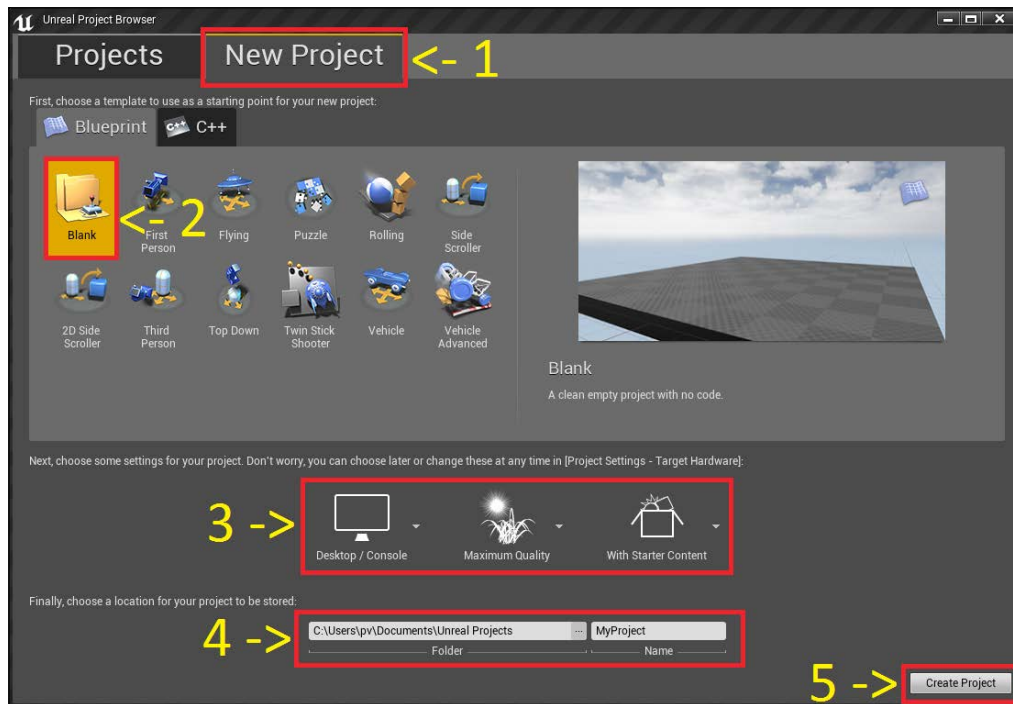 Unreal Project Browser
Projects
New Project
<- 1
First, choose a template to use as a starting point for your new project:
Blueprint
C++
Blank
<- 2
First
Person
Flying
Puzzle
Rolling
Side
Scroller
2D Side
Scroller
Third
Person
Top Down
Twin Stick
Shooter
Vehicle
Vehicle
Advanced
Blank
A clean empty project with no code.
Next, choose some settings for your project. Don't worry, you can choose later or change these at any time in [Project Settings - Target Hardware]:
3 ->
Desktop / Console
Maximum Quality
With Starter Content
Finally, choose a location for your project to be stored:
4 ->
C:\Users\pv\Documents\Unreal Projects
...
MyProject
Folder
Name
5 ->
Create Project